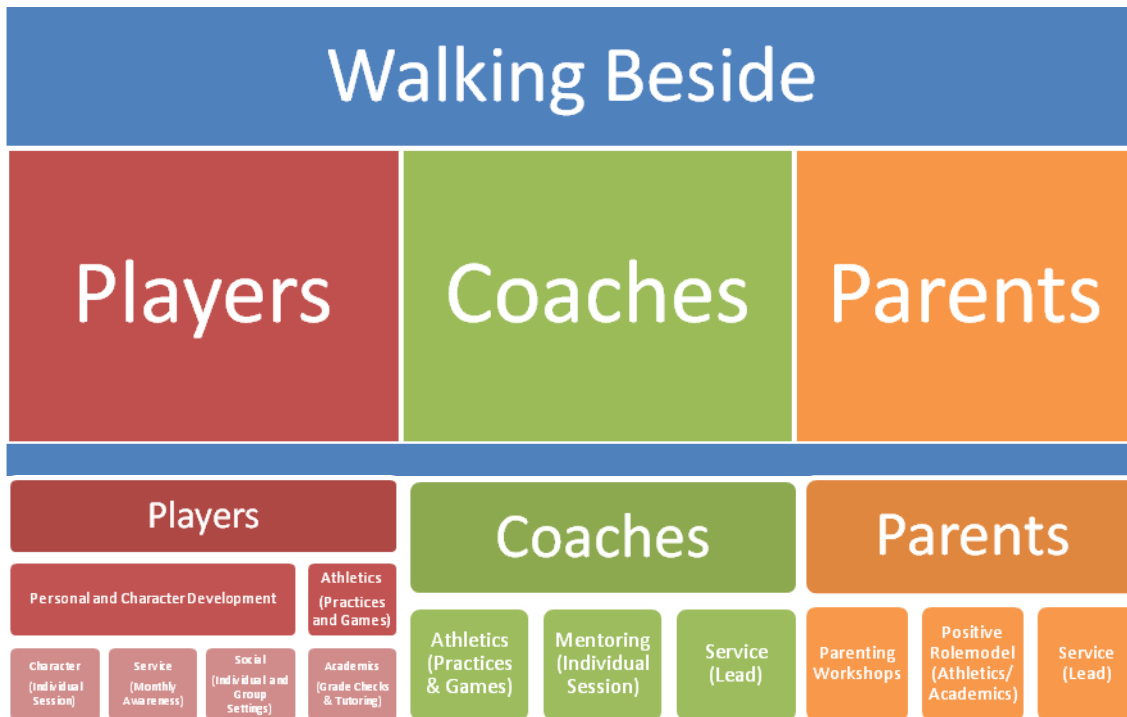 Walking Beside
Players
Coaches
Parents
Players
Personal and Character Development
Athletics
(Practices
and Games)
Character
(Individual
Session)
Service
(Monthly
Awareness)
Social
(Individual and
Group
Settings)
Academics
(Grade Checks
& Tutoring)
Coaches
Athletics
(Practices
& Games)
Mentoring
(Individual
Session)
Service
(Lead)
Parents
Parenting
Workshops
Positive
Rolemodel
(Athletics/
Academics)
Service
(Lead)